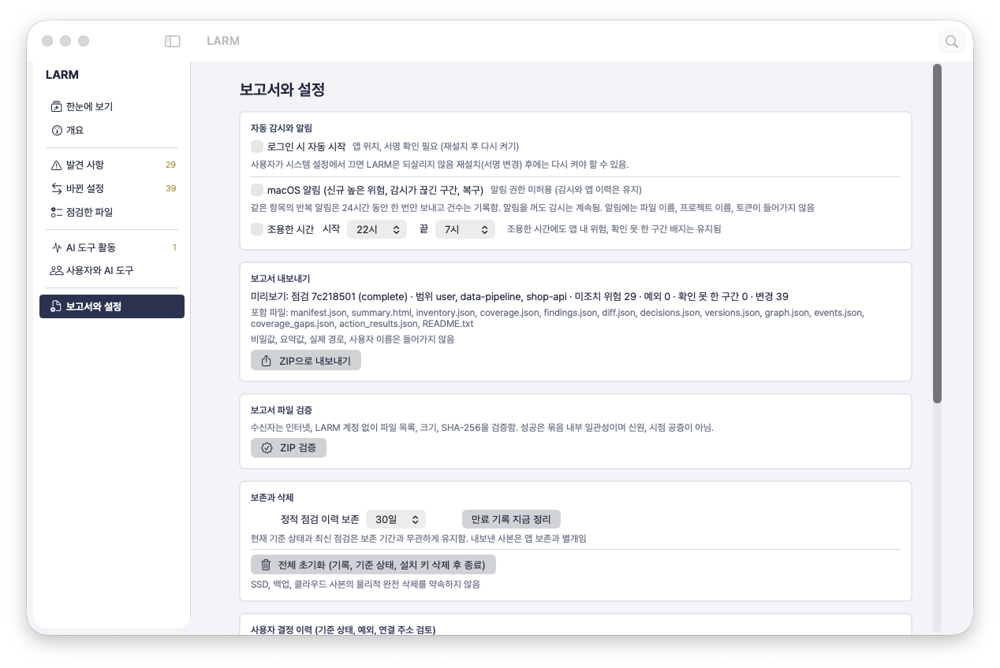 LARM
LARM
한눈에 보기
개요
발견 사항 29
바뀐 설정 39
점검한 파일
AI 도구 활동 1
사용자와 AI 도구
보고서와 설정
보고서와 설정
자동 감시와 알림
로그인 시 자동 시작 앱 위치, 서명 확인 필요 (재설치 후 다시 켜기)
사용자가 시스템 설정에서 끄면 LARM은 되살리지 않음 재설치(서명 변경) 후에는 다시 켜야 할 수 있음.
macOS 알림 (신규 높은 위험, 감시가 끊긴 구간, 복구) 알림 권한 미허용 (감시와 앱 이력은 유지)
같은 항목의 반복 알림은 24시간 동안 한 번만 보내고 건수는 기록함. 알림을 꺼도 감시는 계속됨. 알림에는 파일 이름, 프로젝트 이름, 토큰이 들어가지 않음
조용한 시간 시작 22시 끝 7시 조용한 시간에도 앱 내 위험, 확인 못 한 구간 배지는 유지됨
보고서 내보내기
미리보기: 점검 7c218501 (complete) · 범위 user, data-pipeline, shop-api · 미조치 위험 29 · 예외 0 · 확인 못 한 구간 0 · 변경 39
포함 파일: manifest.json, summary.html, inventory.json, coverage.json, findings.json, diff.json, decisions.json, versions.json, graph.json, events.json,
coverage_gaps.json, action_results.json, README.txt
비밀값, 요약값, 실제 경로, 사용자 이름은 들어가지 않음
ZIP으로 내보내기
보고서 파일 검증
수신자는 인터넷, LARM 계정 없이 파일 목록, 크기, SHA-256을 검증함. 성공은 묶음 내부 일관성이며 신원, 시점 공증이 아님.
ZIP 검증
보존과 삭제
정적 점검 이력 보존 30일 만료 기록 지금 정리
현재 기준 상태와 최신 점검은 보존 기간과 무관하게 유지함. 내보낸 사본은 앱 보존과 별개임
전체 초기화 (기록, 기준 상태, 설치 키 삭제 후 종료)
SSD, 백업, 클라우드 사본의 물리적 완전 삭제를 약속하지 않음
사용자 결정 이력 (기준 상태, 예외, 연결 주소 검토)